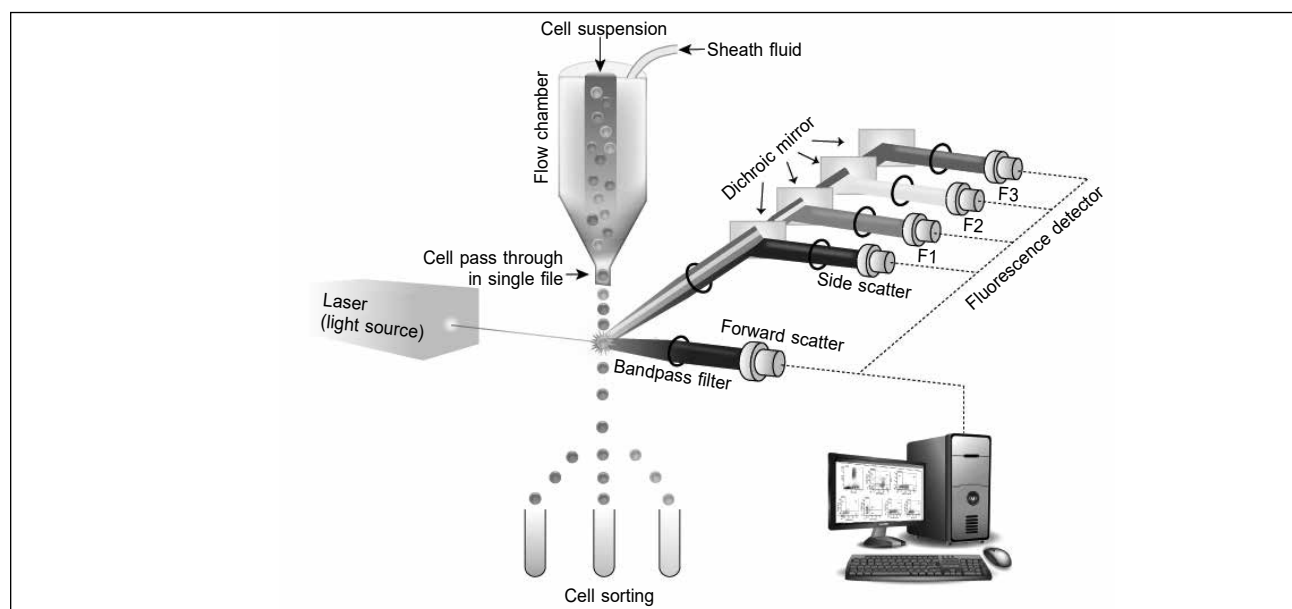 Cell suspension
Sheath fluid
Flow chamber
Dichroic mirror
F3
F2
F1
Fluorescence detector
Cell pass through
in single file
Side scatter
Laser
(light source)
Forward scatter
Bandpass filter
Cell sorting